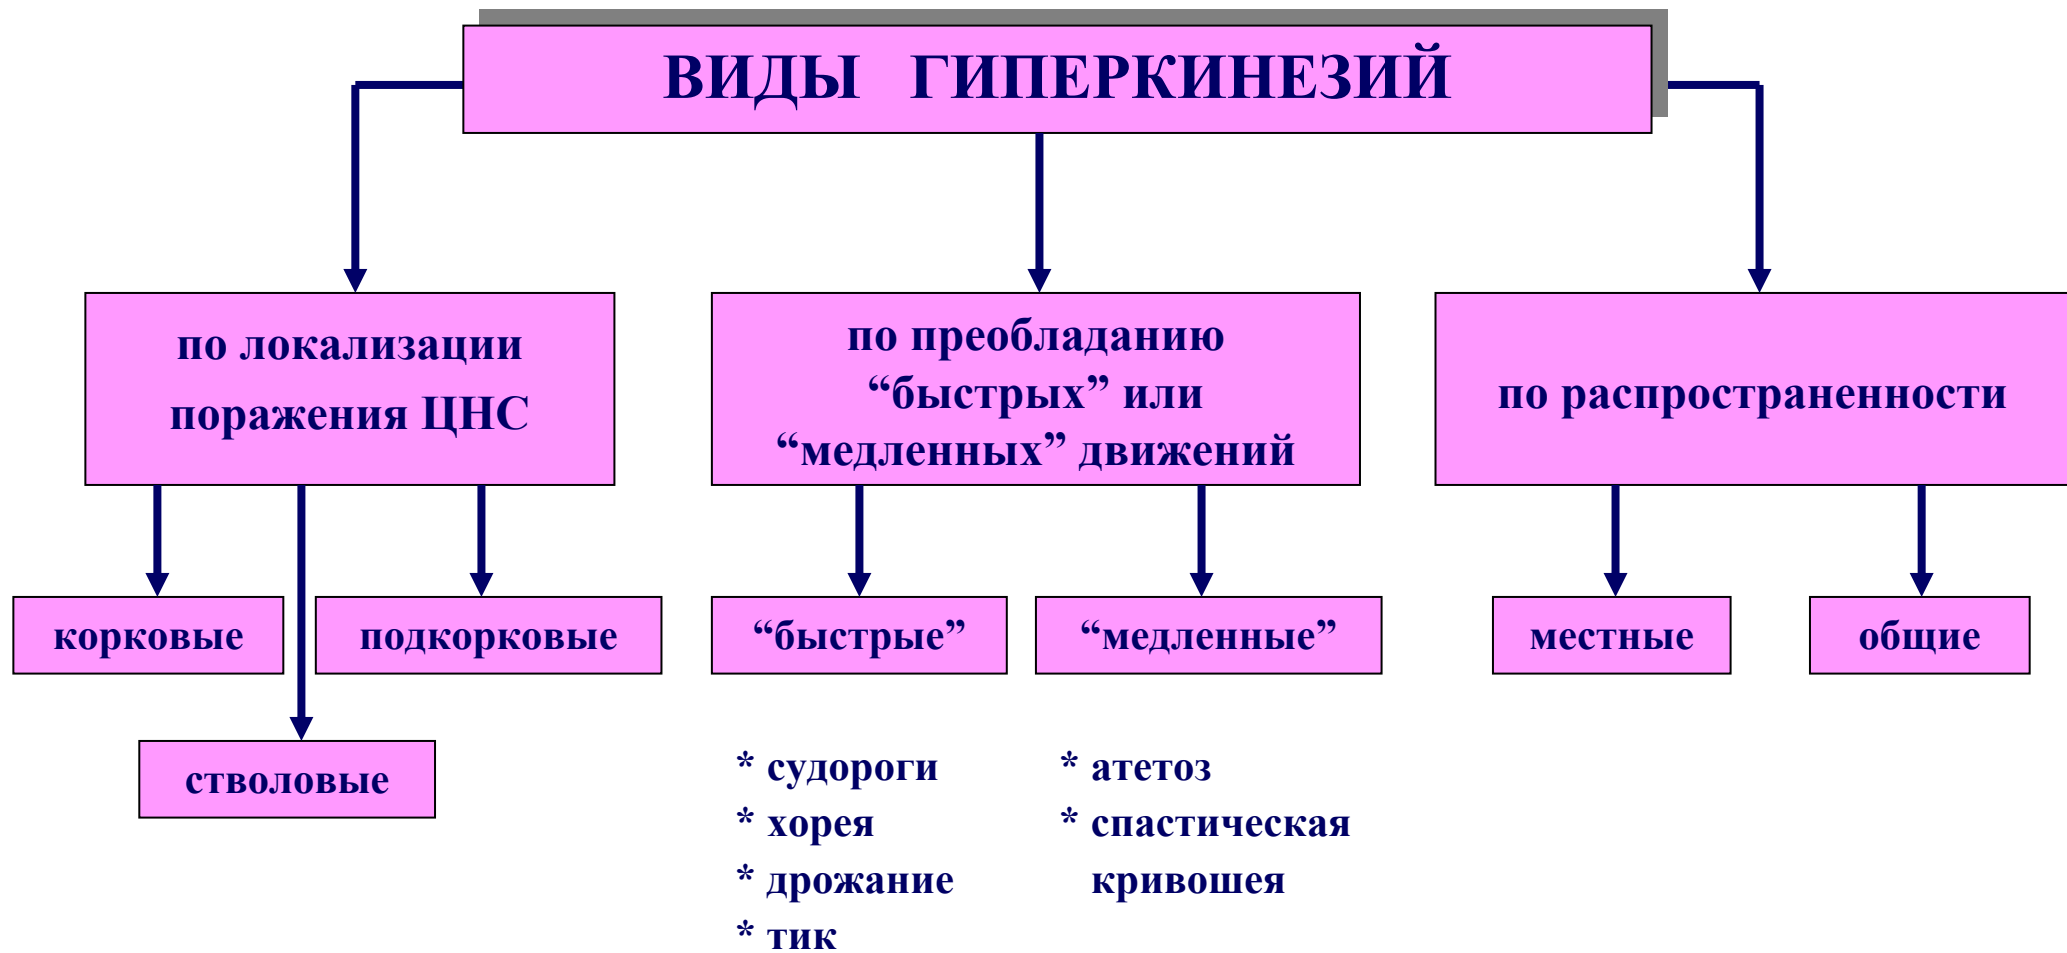 ВИДЫ ГИПЕРКИНЕЗИЙ
по локализации
поражения ЦНС
по преобладанию
“быстрых” или
“медленных” движений
по распространенности
корковые
подкорковые
стволовые
“быстрые”
“медленные”
местные
общие
* судороги
* хорея
* дрожание
* тик
* атетоз
* спастическая
кривошея